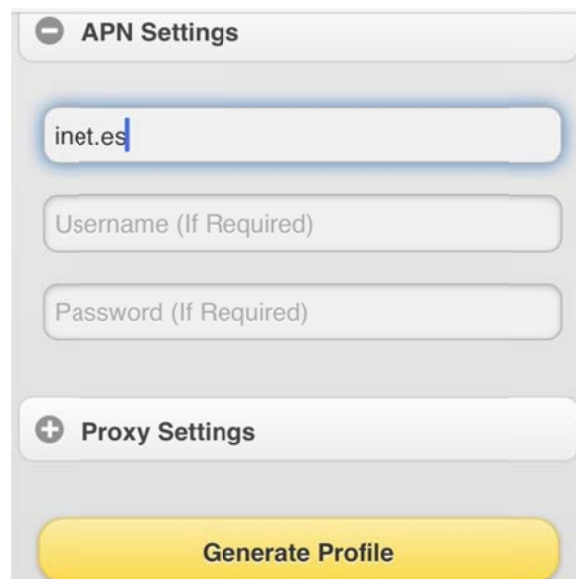 APN Settings
inet.es
Username (If Required)
Password (If Required)
Proxy Settings
Generate Profile